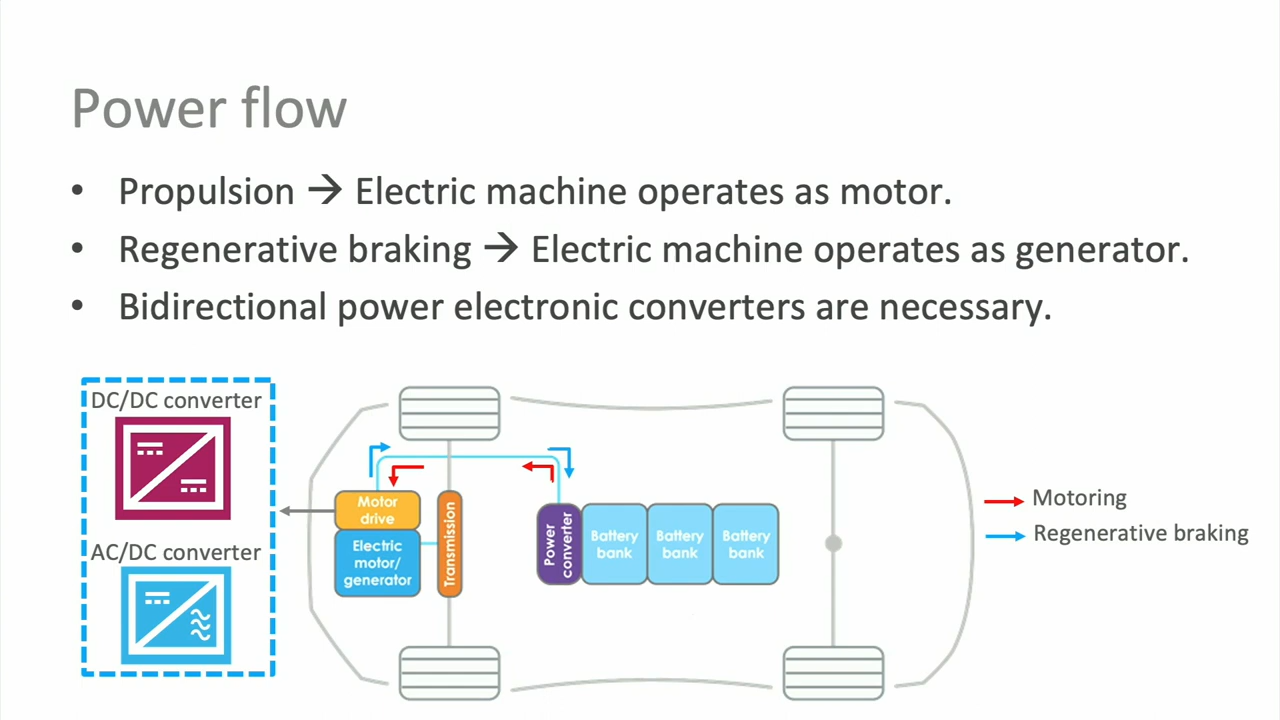 Power flow
• Propulsion → Electric machine operates as motor.
• Regenerative braking → Electric machine operates as generator.
• Bidirectional power electronic converters are necessary.
DC/DC converter
AC/DC converter
Motor
drive
Electric
motor/
generator
Transmission
Power
converter
Battery
bank
Battery
bank
Battery
bank
Motoring
Regenerative braking